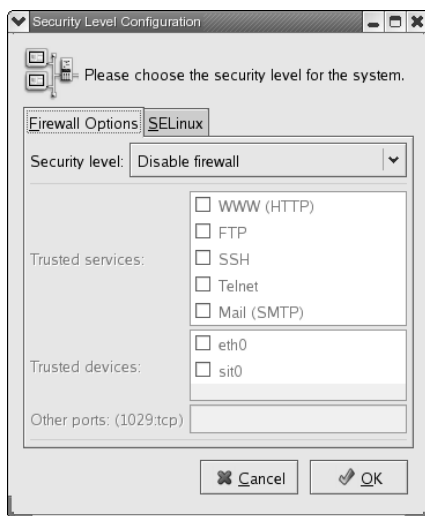 Security Level Configuration
Please choose the security level for the system.
Firewall Options SELinux
Security level: Disable firewall
Trusted services:
WWW (HTTP)
FTP
SSH
Telnet
Mail (SMTP)
Trusted devices:
eth0
sit0
Other ports: (1029:tcp)
Cancel OK